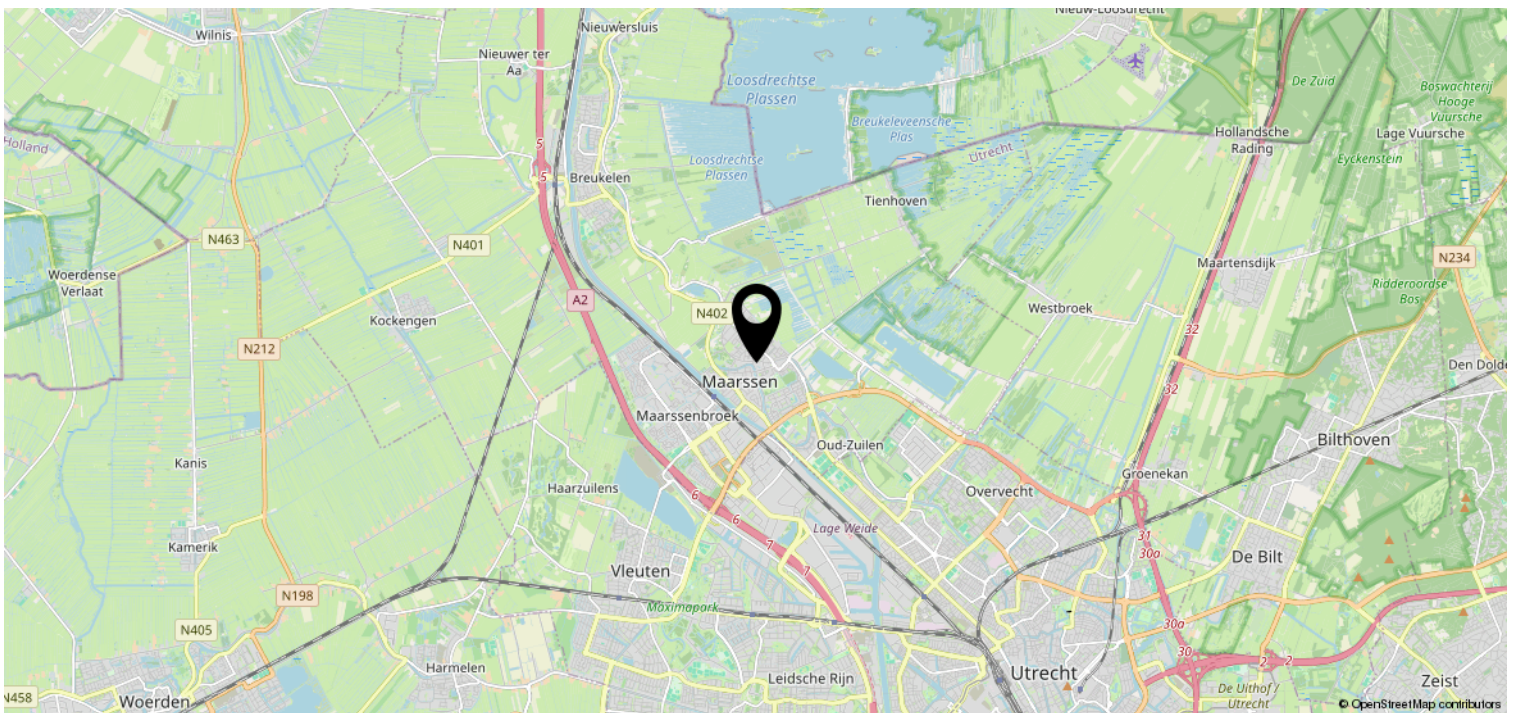 Nieuw-Loosdrecht
Nieuwersluis
Wilnis
Nieuwer ter
Aa
Loosdrechtse
Plassen
De Zuid
Boswachterij
Hooge
Vuursche
Breukeleveensche
Plas
Hollandsche
Rading
Lage Vuursche
Holland
5
Utrecht
Eyckenstein
Loosdrechtse
Plassen
5
Breukelen
Tienhoven
N463
N401
Maartensdijk
N234
Woerdense
Verlaat
Ridderoordse
Bos
A2
N402
Westbroek
Kockengen
32
N212
Den Dolde
Maarssen
32
Maarssenbroek
Oud-Zuilen
Bilthoven
Kanis
Groenekan
Haarzuilens
Overvecht
6
6
Lage Weide
31
7
Kamerik
30a
De Bilt
Vleuten
7
N198
Máximapark
N405
30a
30
2
2
Harmelen
Utrecht
Leidsche Rijn
Zeist
De Uithof /
Utrecht
N458
Woerden
© OpenStreetMap contributors